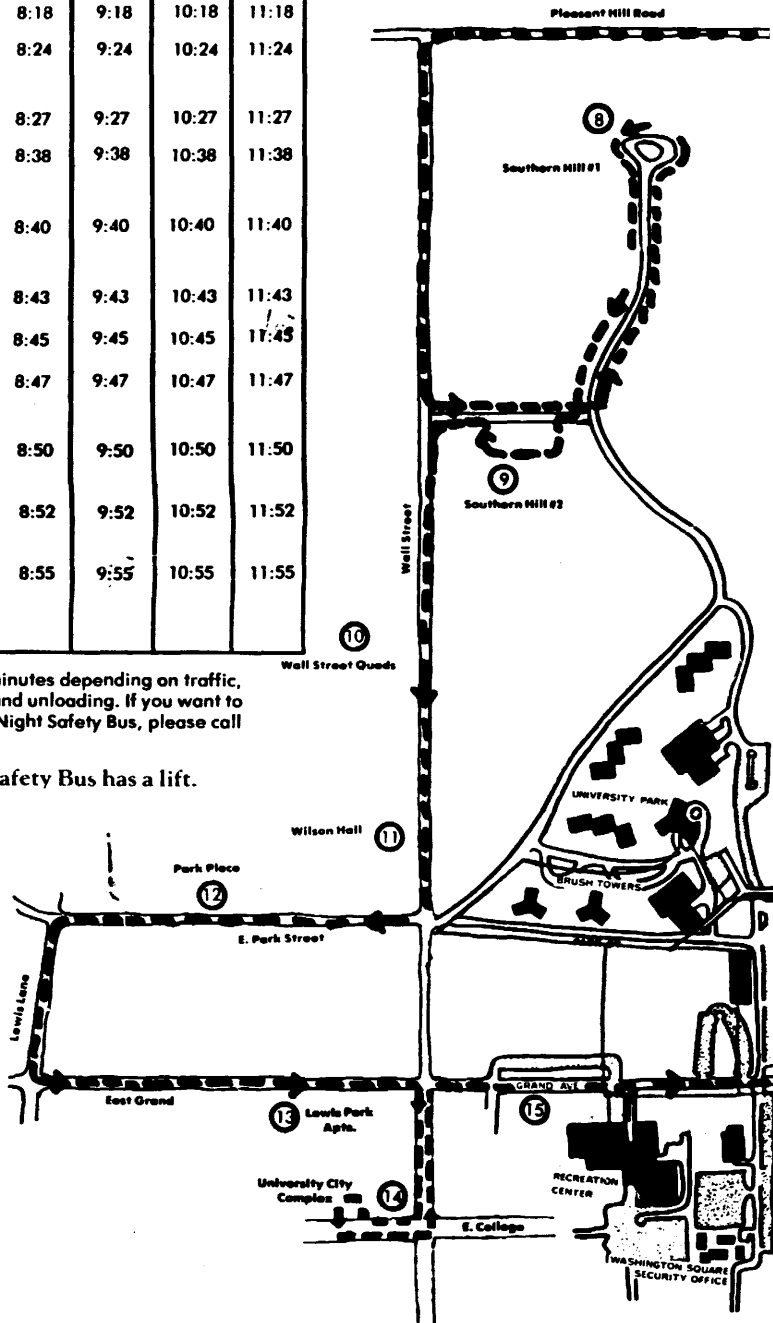 8:18 9:18 10:18 11:18
8:24 9:24 10:24 11:24
8:27 9:27 10:27 11:27
8:38 9:38 10:38 11:38
8:40 9:40 10:40 11:40
8:43 9:43 10:43 11:43
8:45 9:45 10:45 11:45
8:47 9:47 10:47 11:47
8:50 9:50 10:50 11:50
8:52 9:52 10:52 11:52
8:55 9:55 10:55 11:55
inutes depending on traffic,
nd unloading. If you want to
Night Safety Bus, please call
afety Bus has a lift.
Pleasant Hill Road
8
Southern Hill #1
9
Southern Hill #2
Wall Street
10
Wall Street Quads
UNIVERSITY PARK
Wilson Hall
11
Park Place
12
BRUSH TOWERS
E. Park Street
Lewis Lane
East Grand
13
Lewis Park
Apts.
GRAND AVE
15
University City
Complex
14
RECREATION
CENTER
E. College
WASHINGTON SQUARE
SECURITY OFFICE